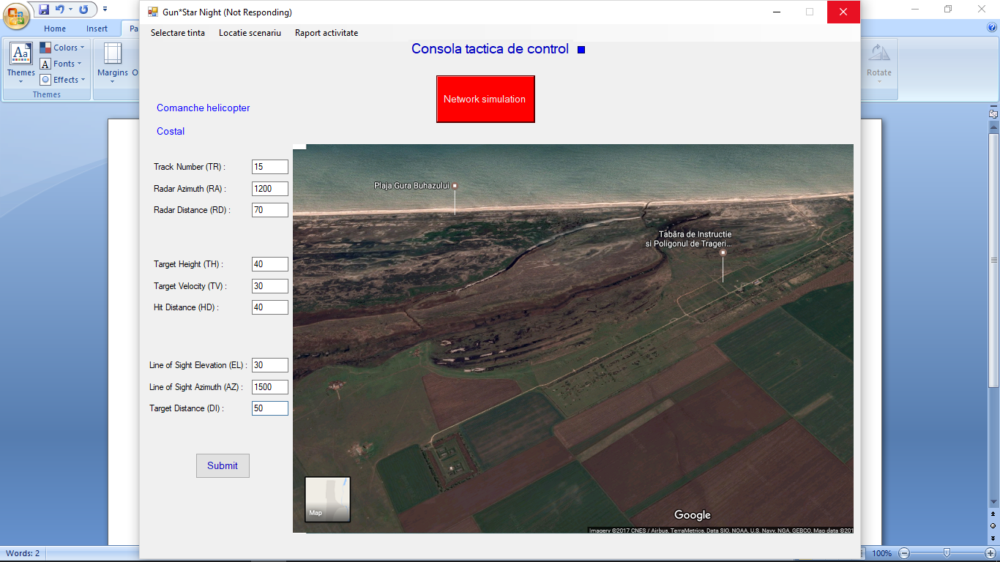 Gun*Star Night (Not Responding)
Home Insert Pa
Selectare tinta Locatie scenariu Raport activitate
Consola tactica de control
Aa Colors
A Fonts
Effects
Themes Margins O
Themes
Rotate
Network simulation
Comanche helicopter
Costal
Track Number (TR) : 15
Radar Azimuth (RA) : 1200
Radar Distance (RD) : 70
Target Height (TH) : 40
Target Velocity (TV) : 30
Hit Distance (HD) : 40
Line of Sight Elevation (EL) : 30
Line of Sight Azimuth (AZ) : 1500
Target Distance (DI) : 50
Submit
Plaja Gura Buhazului
Tabăra de Instructie
si Poligonul de Trageri...
Map
Google
Imagery ©2017 CNES / Airbus, TerraMetrics, Data SIO, NOAA, U.S. Navy, NGA, GEBCO, Map data ©201
Words: 2
100%